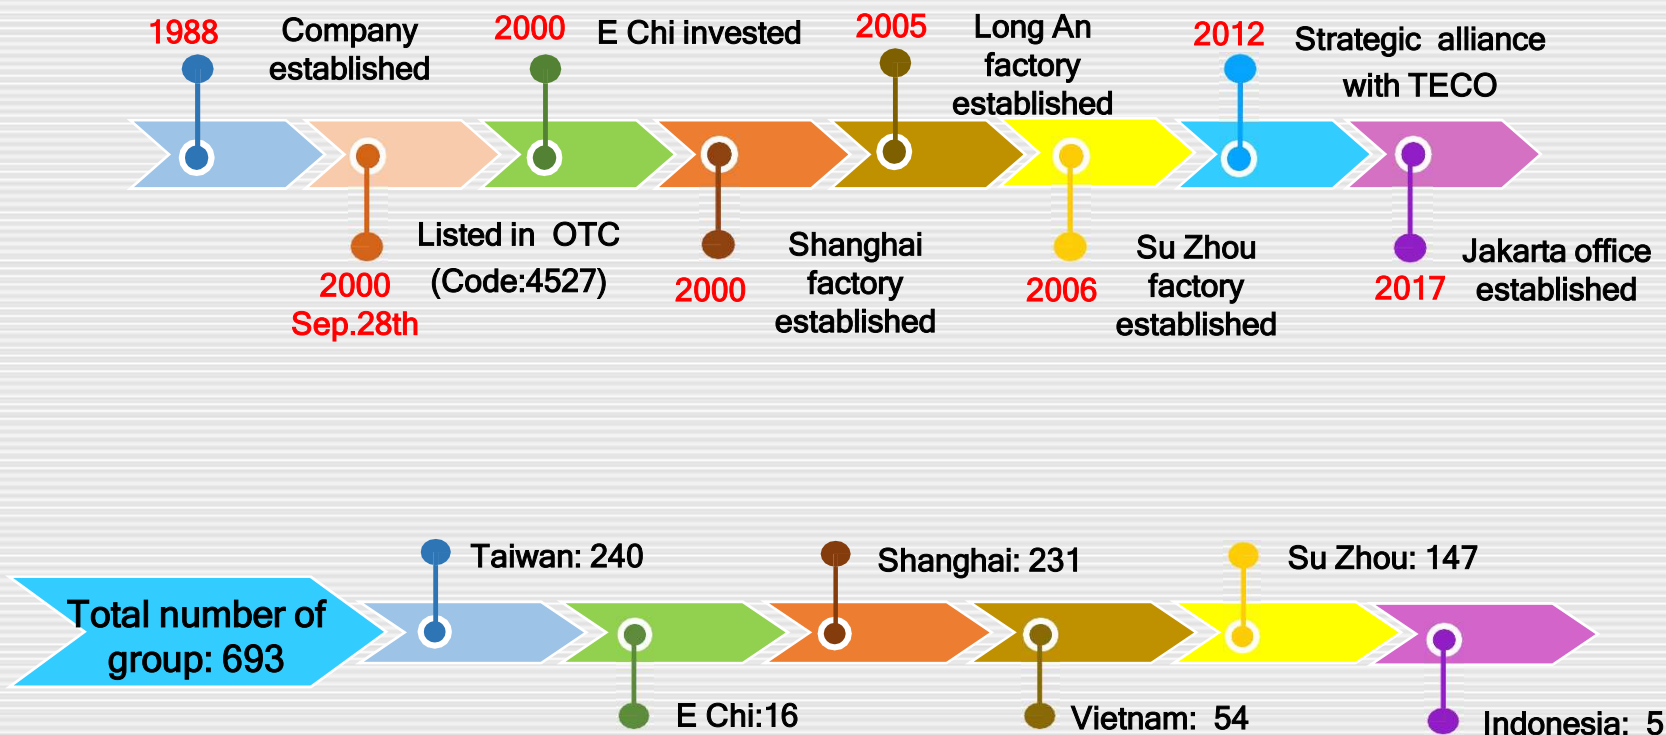 1988
Company
established
2000
E Chi invested
2005
Long An
factory
established
2012
Strategic alliance
with TECO
2000
Sep.28th
Listed in OTC
(Code:4527)
2000
Shanghai
factory
established
2006
Su Zhou
factory
established
2017
Jakarta office
established
Total number of
group: 693
Taiwan: 240
E Chi:16
Shanghai: 231
Vietnam: 54
Su Zhou: 147
Indonesia: 5